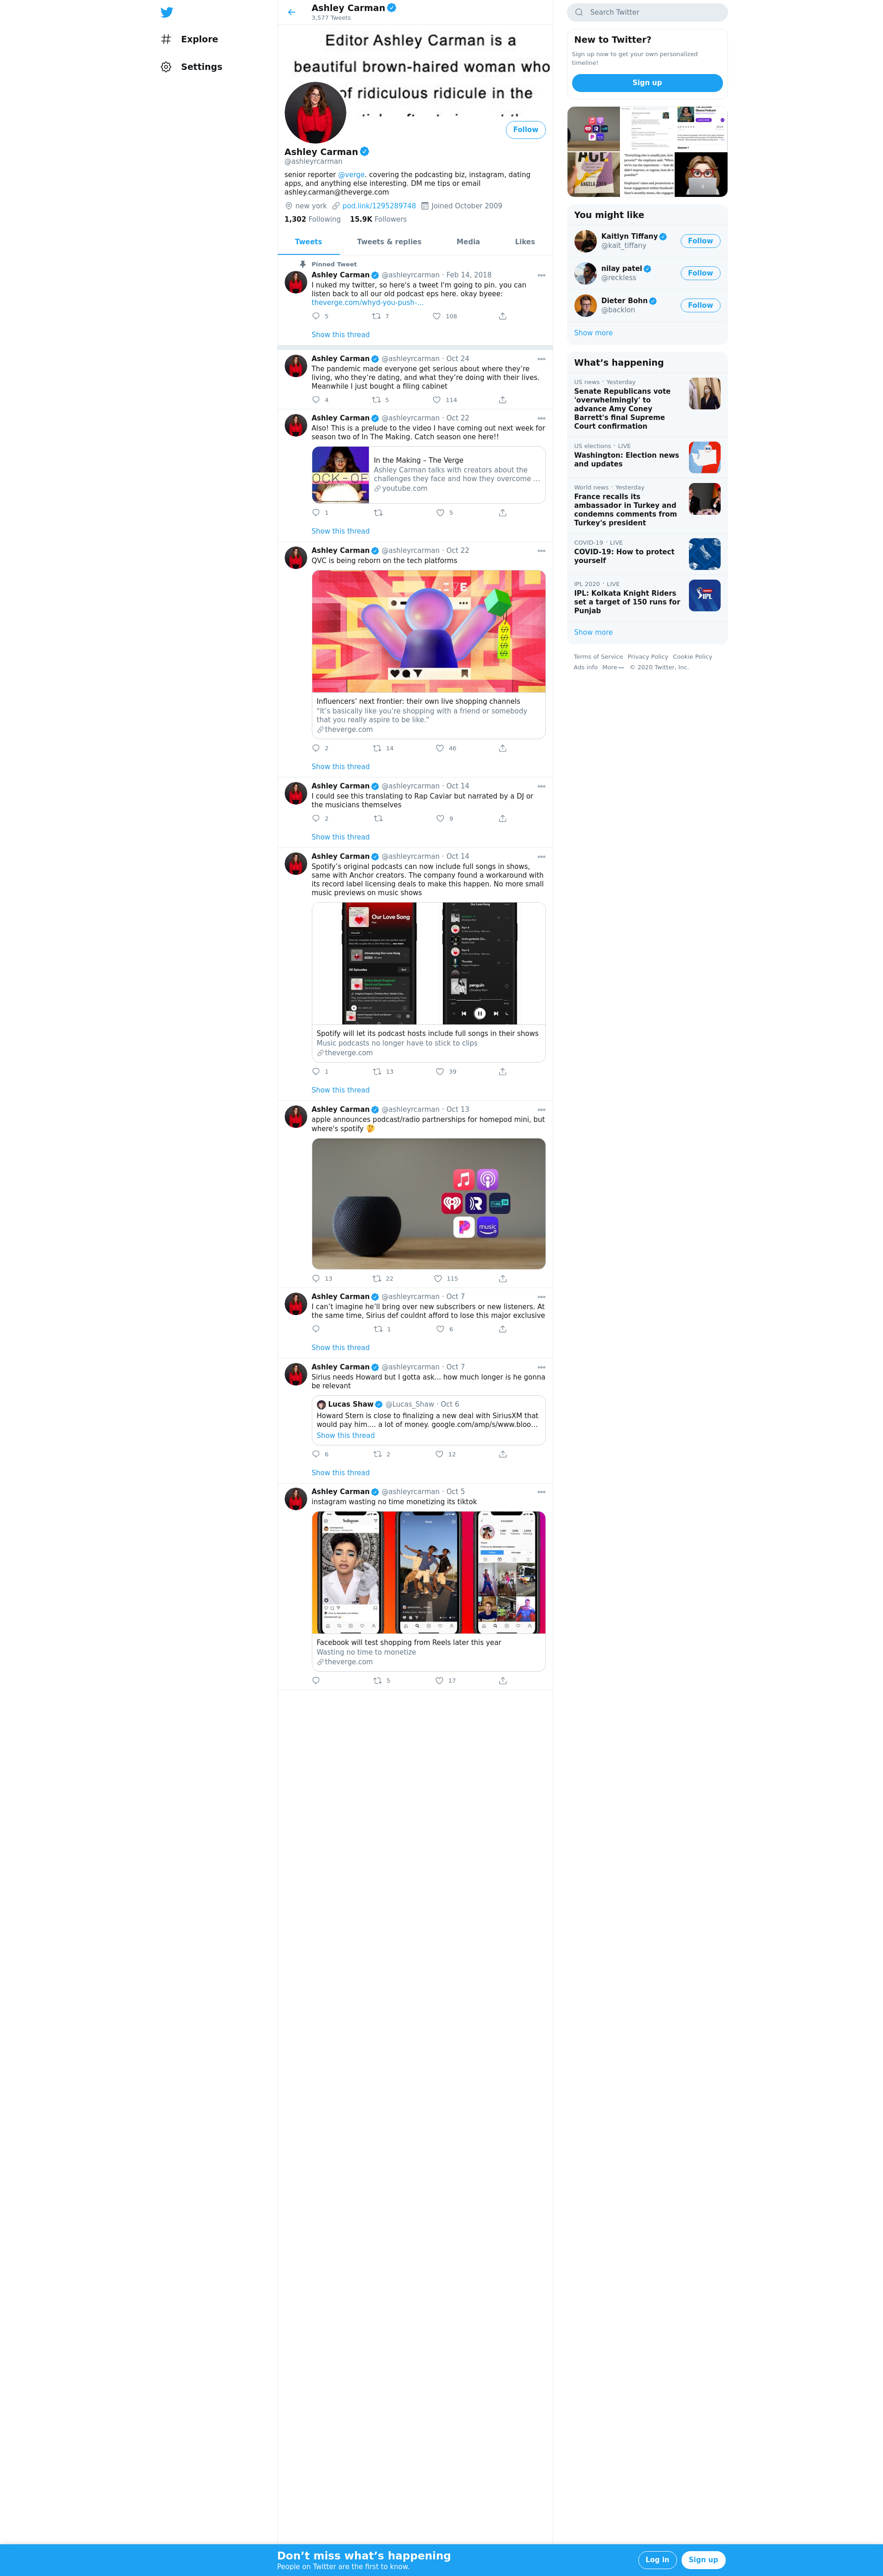 Explore
Settings
Ashley Carman
3,577 Tweets
Editor Ashley Carman is a
beautiful brown-haired woman who
of ridiculous ridicule in the
Follow
Ashley Carman
@ashleyrcarman
senior reporter @verge. covering the podcasting biz, instagram, dating
apps, and anything else interesting. DM me tips or email
ashley.carman@theverge.com
new york pod.link/1295289748 Joined October 2009
1,302 Following 15.9K Followers
Tweets Tweets & replies Media Likes
Pinned Tweet
Ashley Carman @ashleyrcarman · Feb 14, 2018
I nuked my twitter, so here's a tweet I'm going to pin. you can
listen back to all our old podcast eps here. okay byeee:
theverge.com/whyd-you-push-…
5 7 108
Show this thread
Ashley Carman @ashleyrcarman · Oct 24
The pandemic made everyone get serious about where they're
living, who they're dating, and what they're doing with their lives.
Meanwhile I just bought a filing cabinet
4 5 114
Ashley Carman @ashleyrcarman · Oct 22
Also! This is a prelude to the video I have coming out next week for
season two of In The Making. Catch season one here!!
In the Making – The Verge
Ashley Carman talks with creators about the
challenges they face and how they overcome …
youtube.com
1 5
Show this thread
Ashley Carman @ashleyrcarman · Oct 22
QVC is being reborn on the tech platforms
Influencers' next frontier: their own live shopping channels
"It's basically like you're shopping with a friend or somebody
that you really aspire to be like."
theverge.com
2 14 46
Show this thread
Ashley Carman @ashleyrcarman · Oct 14
I could see this translating to Rap Caviar but narrated by a DJ or
the musicians themselves
2 9
Show this thread
Ashley Carman @ashleyrcarman · Oct 14
Spotify's original podcasts can now include full songs in shows,
same with Anchor creators. The company found a workaround with
its record label licensing deals to make this happen. No more small
music previews on music shows
Our Love Song
penguin
Spotify will let its podcast hosts include full songs in their shows
Music podcasts no longer have to stick to clips
theverge.com
1 13 39
Show this thread
Ashley Carman @ashleyrcarman · Oct 13
apple announces podcast/radio partnerships for homepod mini, but
where's spotify 🤔
music
13 22 115
Ashley Carman @ashleyrcarman · Oct 7
I can't imagine he'll bring over new subscribers or new listeners. At
the same time, Sirius def couldnt afford to lose this major exclusive
1 6
Show this thread
Ashley Carman @ashleyrcarman · Oct 7
Sirius needs Howard but I gotta ask... how much longer is he gonna
be relevant
Lucas Shaw @Lucas_Shaw · Oct 6
Howard Stern is close to finalizing a new deal with SiriusXM that
would pay him.... a lot of money. google.com/amp/s/www.bloo…
Show this thread
6 2 12
Show this thread
Ashley Carman @ashleyrcarman · Oct 5
instagram wasting no time monetizing its tiktok
Instagram
Facebook will test shopping from Reels later this year
Wasting no time to monetize
theverge.com
5 17
Search Twitter
New to Twitter?
Sign up now to get your own personalized
timeline!
Sign up
You might like
Kaitlyn Tiffany
@kait_tiffany
Follow
nilay patel
@reckless
Follow
Dieter Bohn
@backlon
Follow
Show more
What's happening
US news · Yesterday
Senate Republicans vote
'overwhelmingly' to
advance Amy Coney
Barrett's final Supreme
Court confirmation
US elections · LIVE
Washington: Election news
and updates
World news · Yesterday
France recalls its
ambassador in Turkey and
condemns comments from
Turkey's president
COVID-19 · LIVE
COVID-19: How to protect
yourself
IPL 2020 · LIVE
IPL: Kolkata Knight Riders
set a target of 150 runs for
Punjab
IPL
Show more
Terms of Service Privacy Policy Cookie Policy
Ads info More © 2020 Twitter, Inc.
Don't miss what's happening
People on Twitter are the first to know.
Log in Sign up